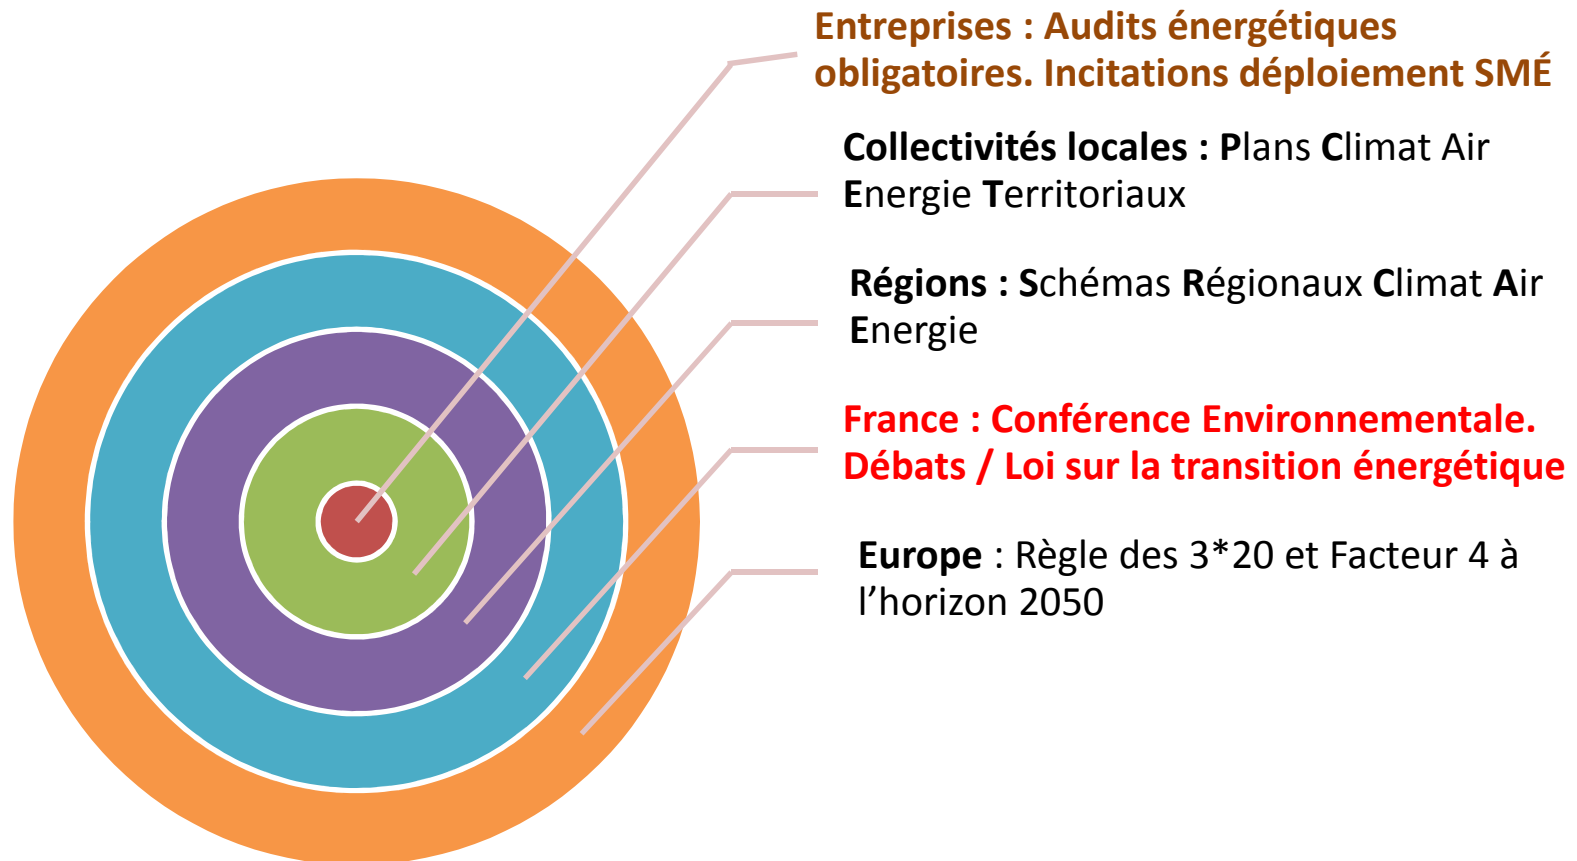 Entreprises : Audits énergétiques
obligatoires. Incitations déploiement SMÉ
Collectivités locales : Plans Climat Air
Energie Territoriaux
Régions : Schémas Régionaux Climat Air
Energie
France : Conférence Environnementale.
Débats / Loi sur la transition énergétique
Europe : Règle des 3*20 et Facteur 4 à
l’horizon 2050